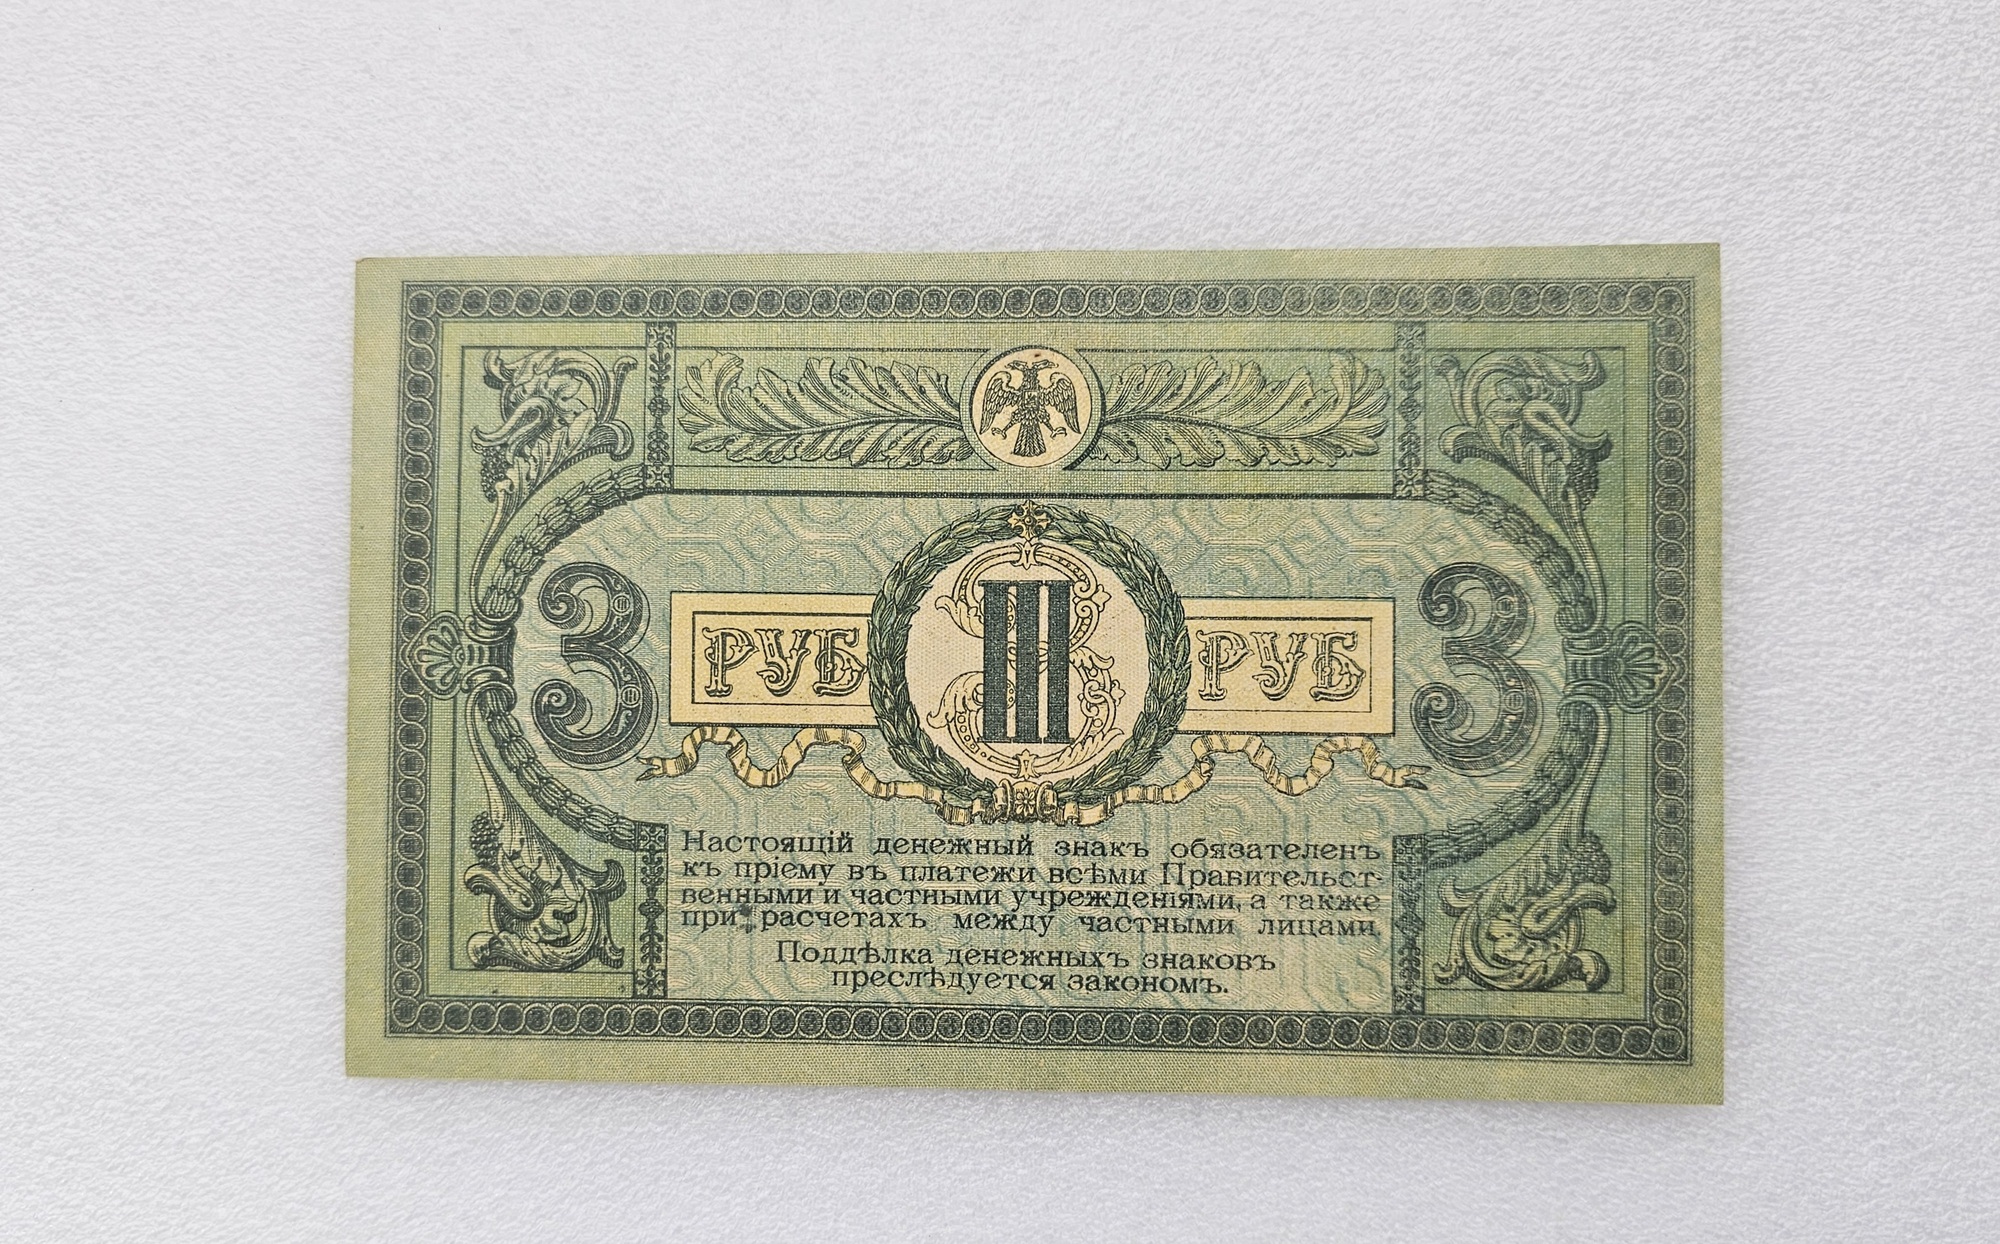 3 РУБ III РУБ 3
Настоящій денежный знакъ обязателенъ
къ пріему въ платежи всѣми Правительст-
венными и частными учрежденіями, а также
при расчетахъ между частными лицами.
Поддѣлка денежныхъ знаковъ
преслѣдуется закономъ.